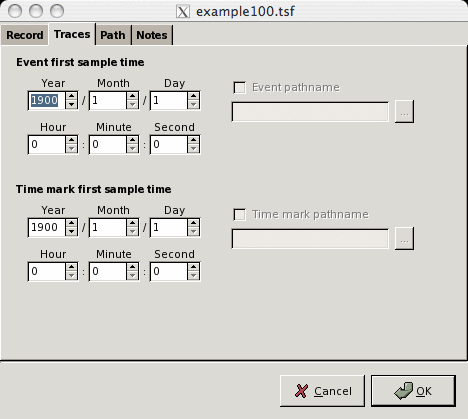 example100.tsf
Record Traces Path Notes
Event first sample time
Year Month Day
1900 / 1 / 1
Event pathname
...
Hour Minute Second
0 : 0 : 0
Time mark first sample time
Year Month Day
1900 / 1 / 1
Time mark pathname
...
Hour Minute Second
0 : 0 : 0
Cancel OK